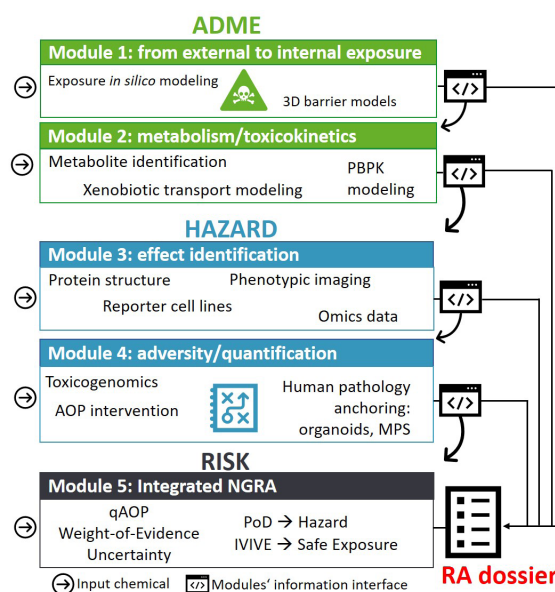 ADME
Module 1: from external to internal exposure
Exposure in silico modeling
3D barrier models
</>
Module 2: metabolism/toxicokinetics
Metabolite identification
PBPK
modeling
Xenobiotic transport modeling
</>
HAZARD
Module 3: effect identification
Protein structure
Phenotypic imaging
Reporter cell lines
Omics data
</>
Module 4: adversity/quantification
Toxicogenomics
AOP intervention
Human pathology
anchoring:
organoids, MPS
</>
RISK
Module 5: Integrated NGRA
qAOP
Weight-of-Evidence
Uncertainty
PoD → Hazard
IVIVE → Safe Exposure
RA dossier
Input chemical
</> Modules' information interface